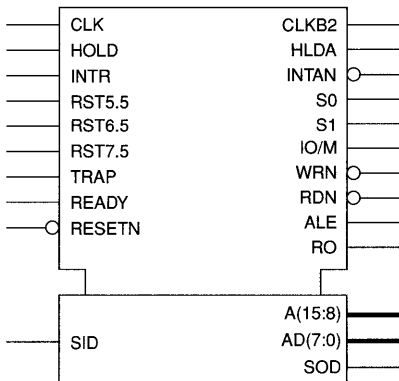 CLK CLKB2
HOLD HLDA
INTR INTAN
RST5.5 S0
RST6.5 S1
RST7.5 IO/M
TRAP WRN
READY RDN
RESETN ALE
RO
A(15:8)
SID AD(7:0)
SOD